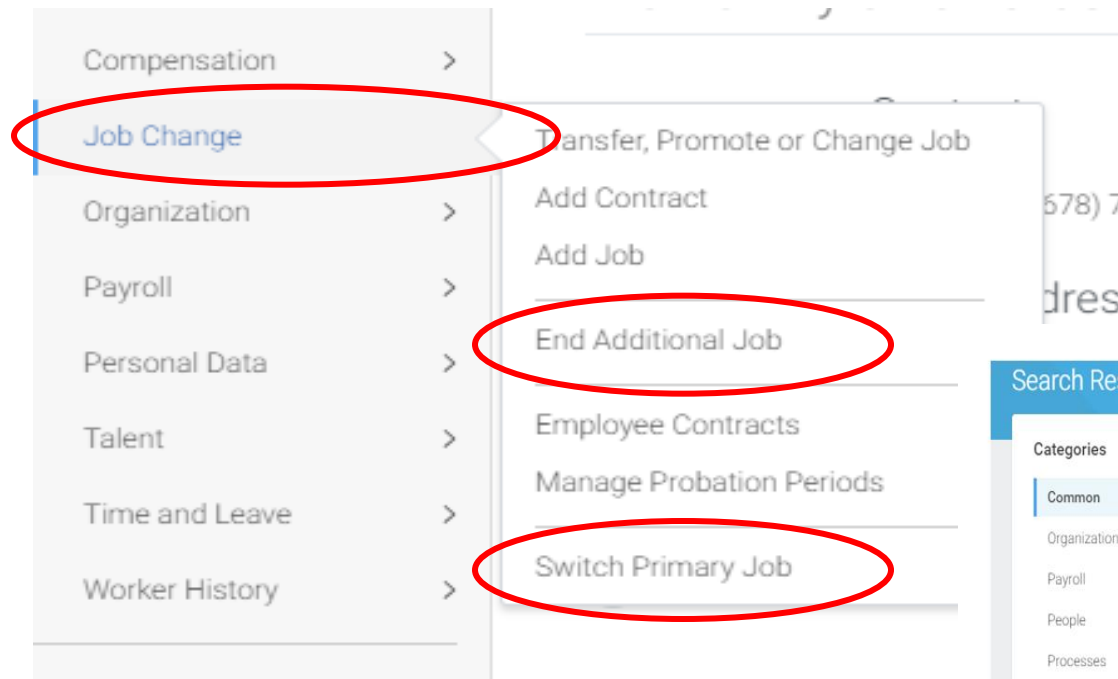 Compensation
Job Change
Organization
Payroll
Personal Data
Talent
Time and Leave
Worker History
Transfer, Promote or Change Job
Add Contract
Add Job
End Additional Job
Employee Contracts
Manage Probation Periods
Switch Primary Job
678) 7
dres
Search Re
Categories
Common
Organization
Payroll
People
Processes